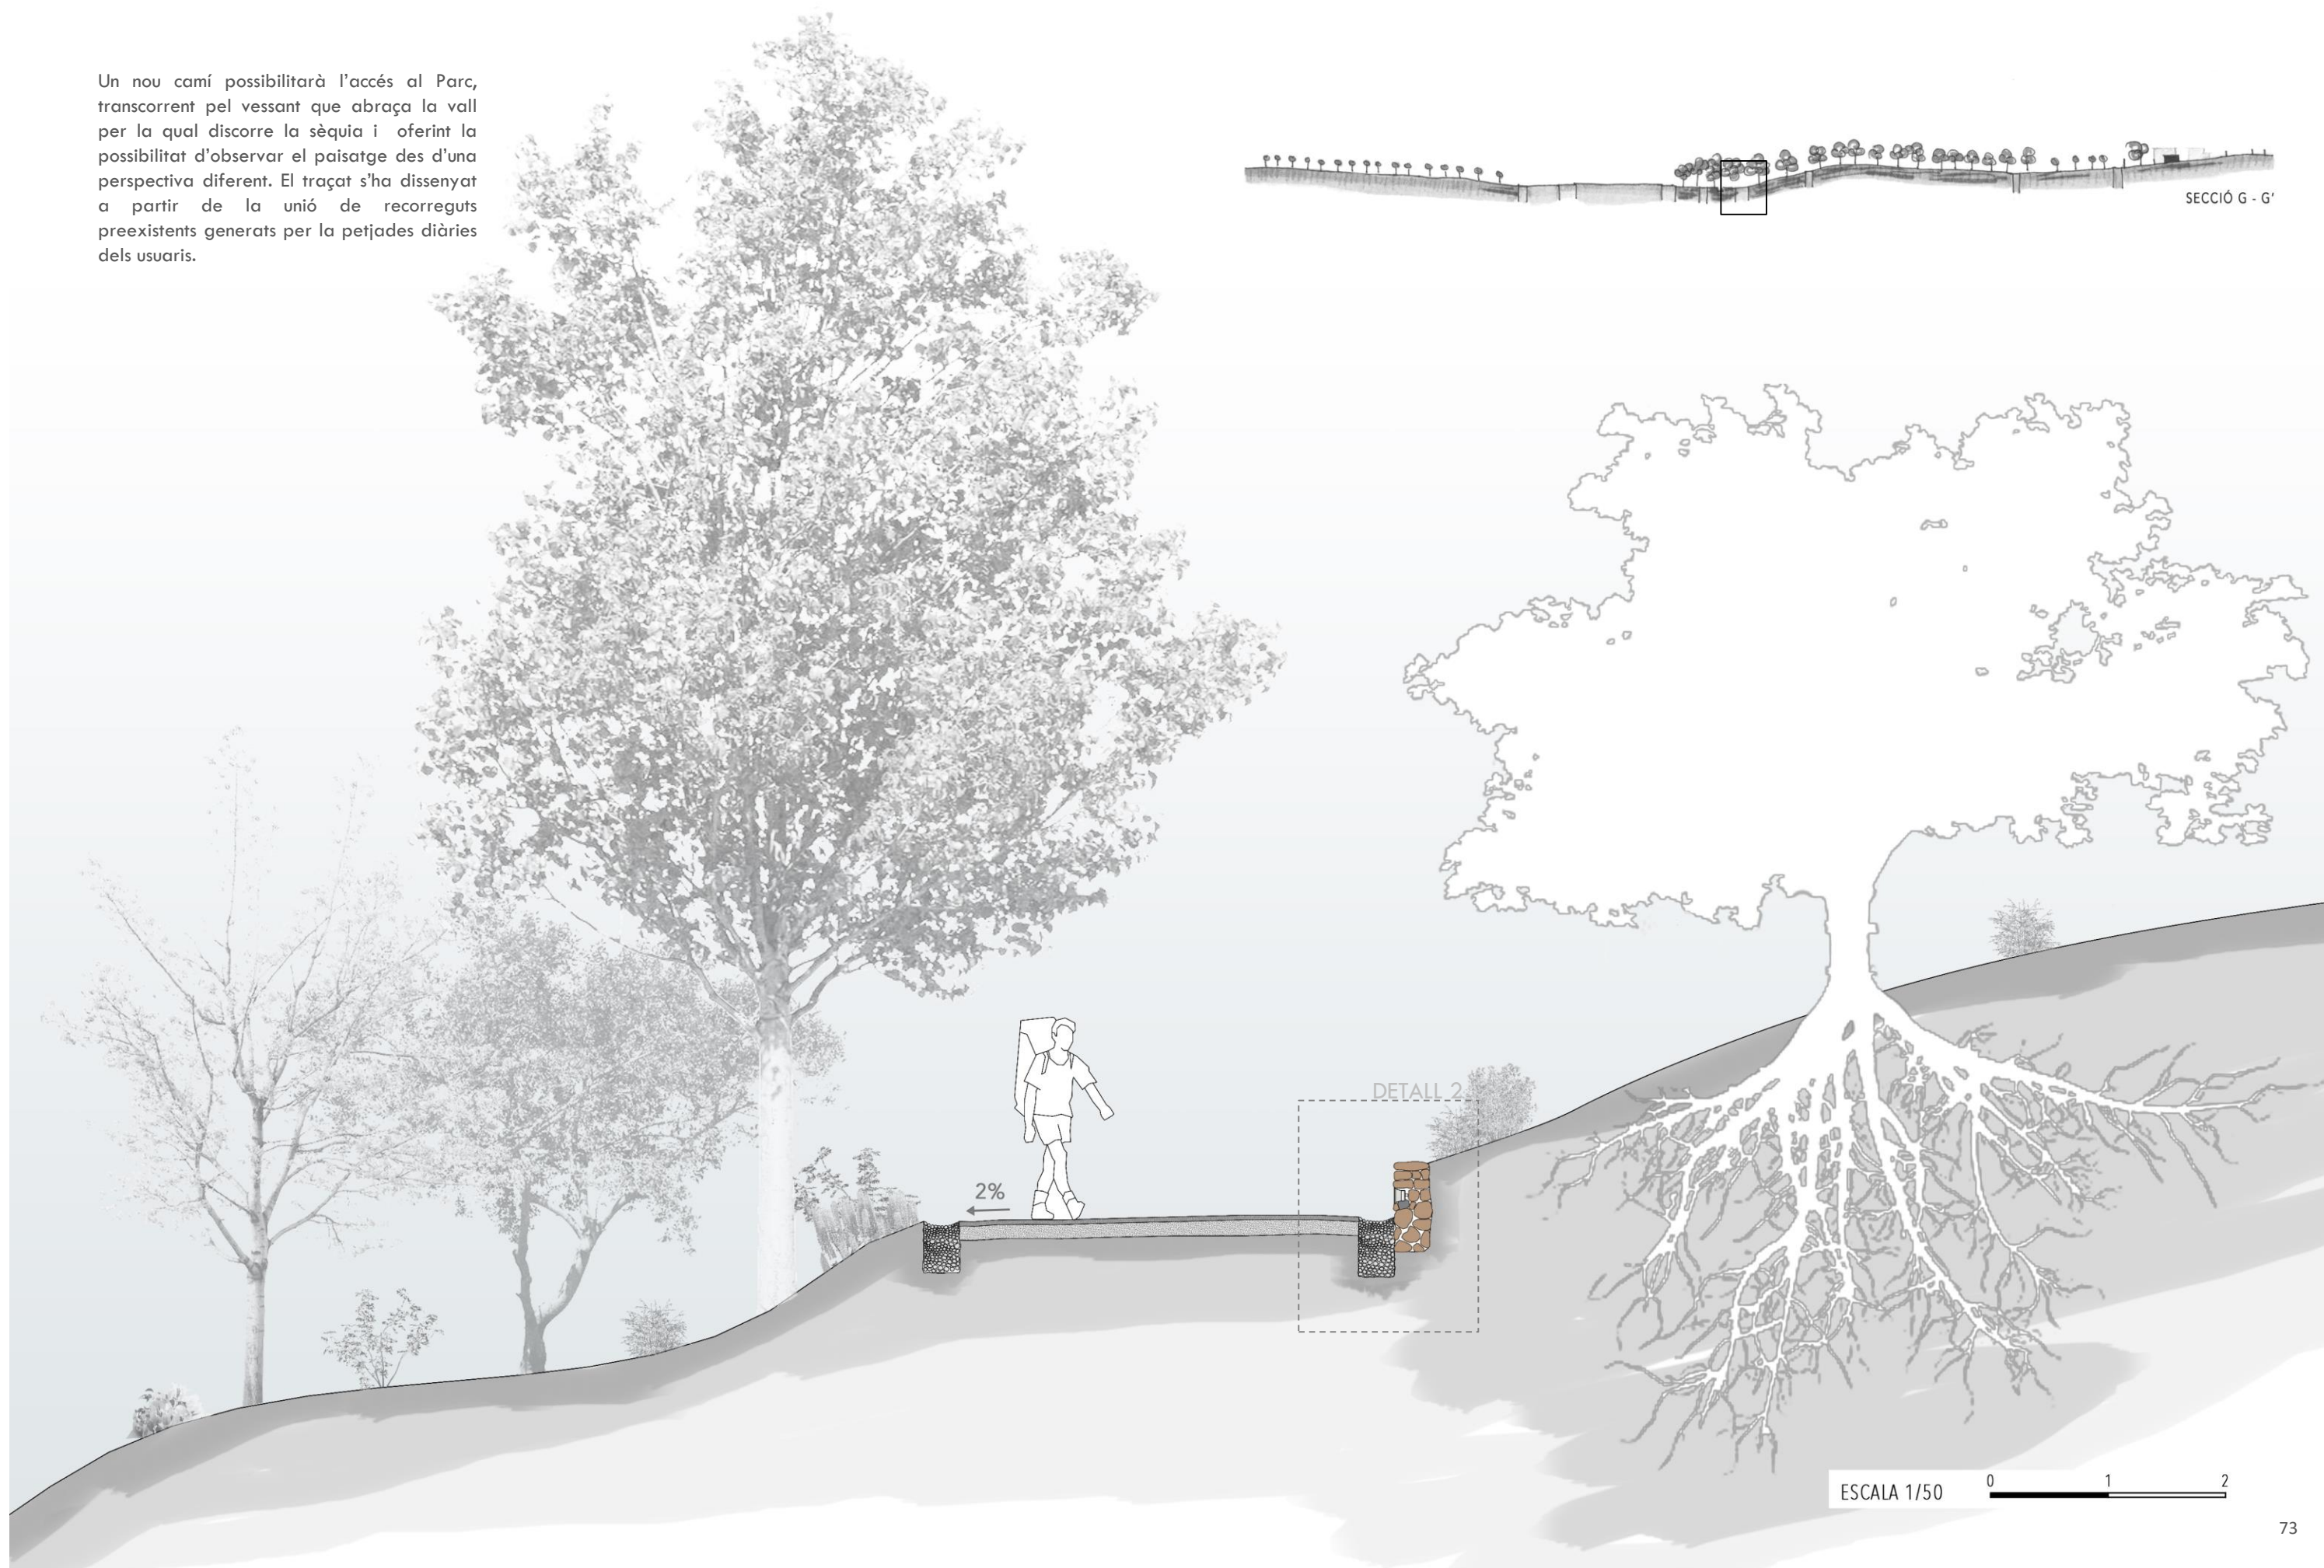 Un nou camí possibilitarà l'accés al Parc,
transcorrent pel vessant que abraça la vall
per la qual discorre la sèquia i oferint la
possibilitat d'observar el paisatge des d'una
perspectiva diferent. El traçat s'ha dissenyat
a partir de la unió de recorreguts
preexistents generats per la petjades diàries
dels usuaris.
SECCIÓ G - G'
DETALL 2
2%
ESCALA 1/50
0 1 2
73